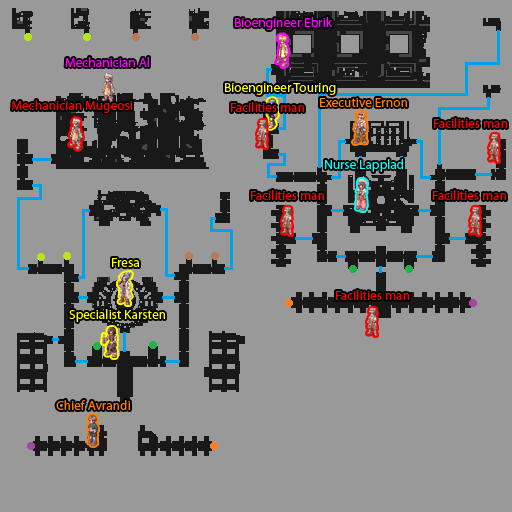 Bioengineer Ebrik
Mechanician Al
Bioengineer Touring
Mechanician Mugeosi
Facilities man
Executive Ernon
Facilities man
Nurse Lapplad
Facilities man
Facilities man
Fresa
Facilities man
Specialist Karsten
Chief Avrandi